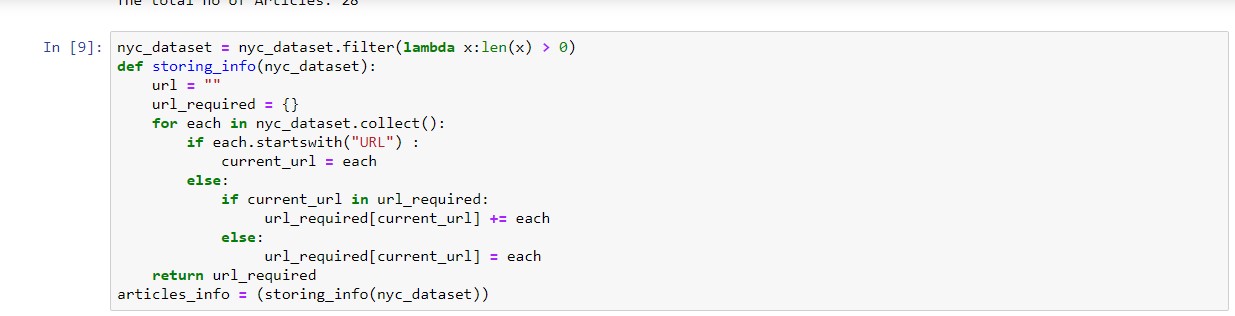 The total no of Articles: 28
In [9]: nyc_dataset = nyc_dataset.filter(lambda x:len(x) > 0)
def storing_info(nyc_dataset):
    url = ""
    url_required = {}
    for each in nyc_dataset.collect():
        if each.startswith("URL") :
            current_url = each
        else:
            if current_url in url_required:
                 url_required[current_url] += each
            else:
                 url_required[current_url] = each
    return url_required
articles_info = (storing_info(nyc_dataset))